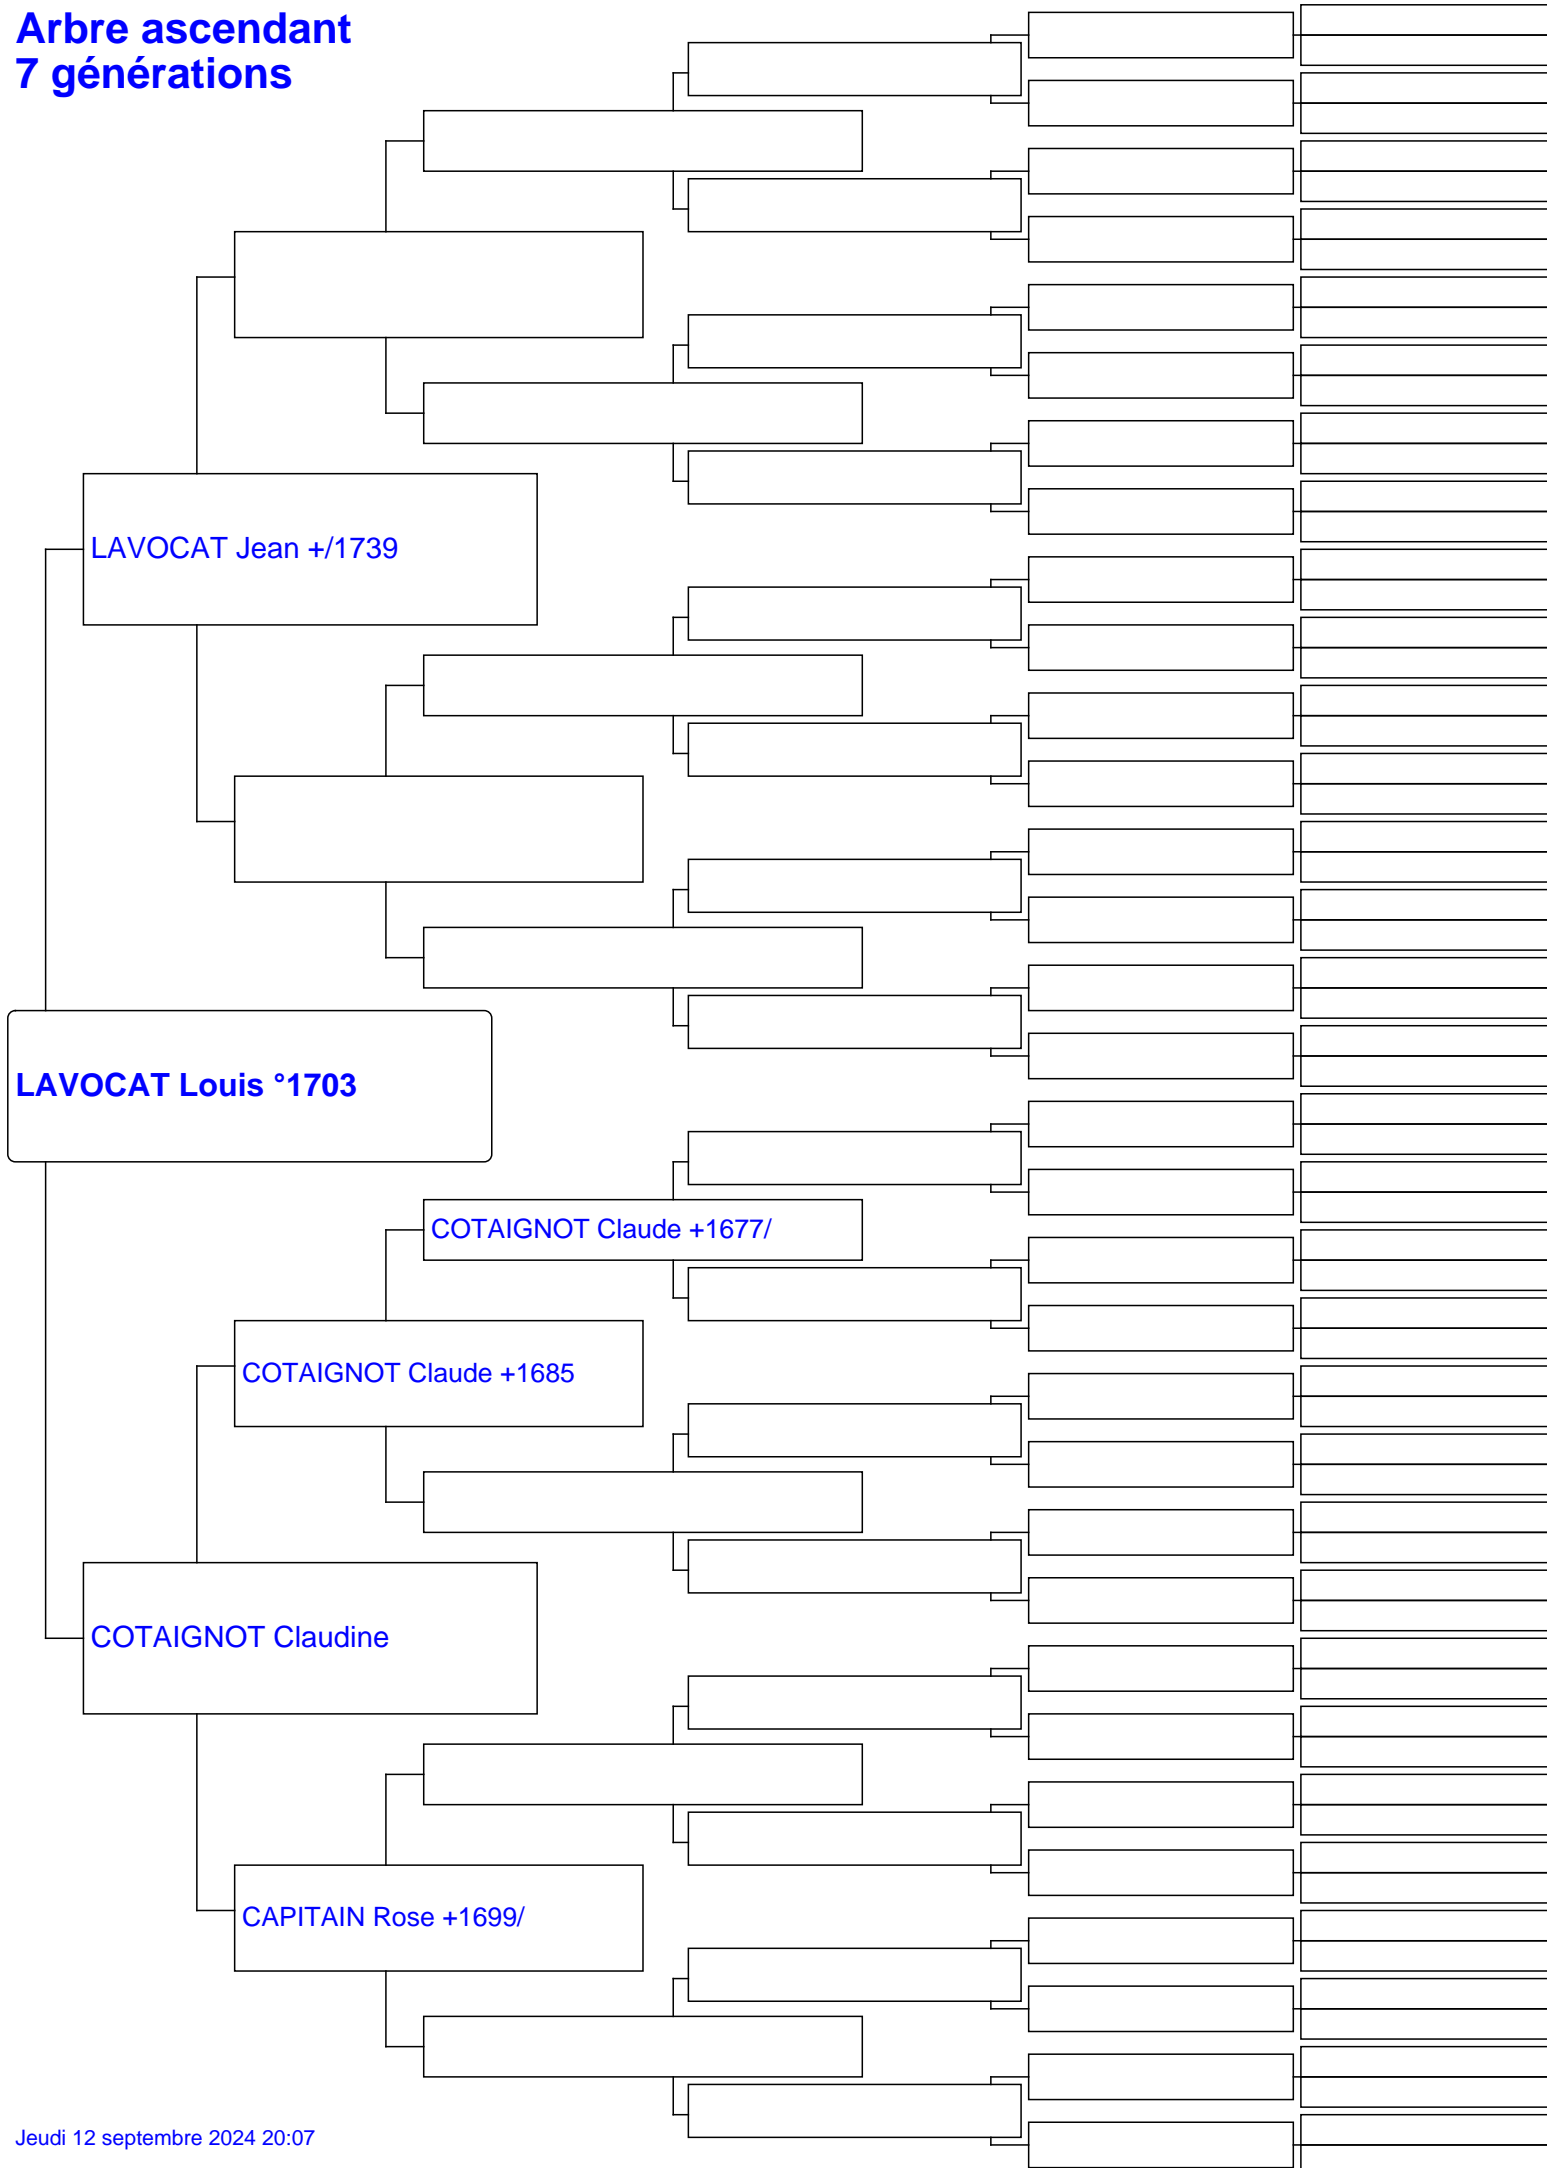 Arbre ascendant
7 générations
LAVOCAT Jean +/1739
LAVOCAT Louis °1703
COTAIGNOT Claude +1677/
COTAIGNOT Claude +1685
COTAIGNOT Claudine
CAPITAIN Rose +1699/
Jeudi 12 septembre 2024 20:07